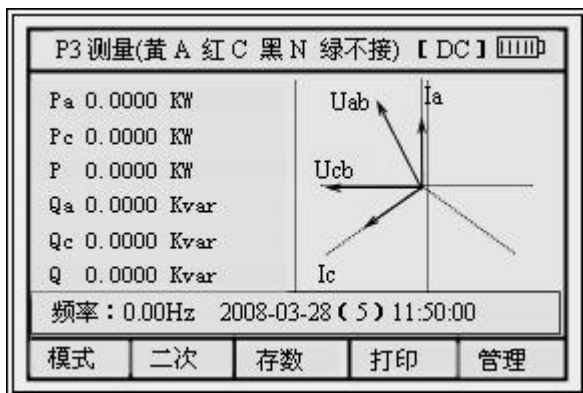 P3 测量(黄 A 红 C 黑 N 绿不接) 【 DC 】
Pa 0.0000 KW
Pc 0.0000 KW
P 0.0000 KW
Qa 0.0000 Kvar
Qc 0.0000 Kvar
Q 0.0000 Kvar
Uab
Ia
Ucb
Ic
频率：0.00Hz 2008-03-28( 5 ) 11:50:00
模式 二次 存数 打印 管理